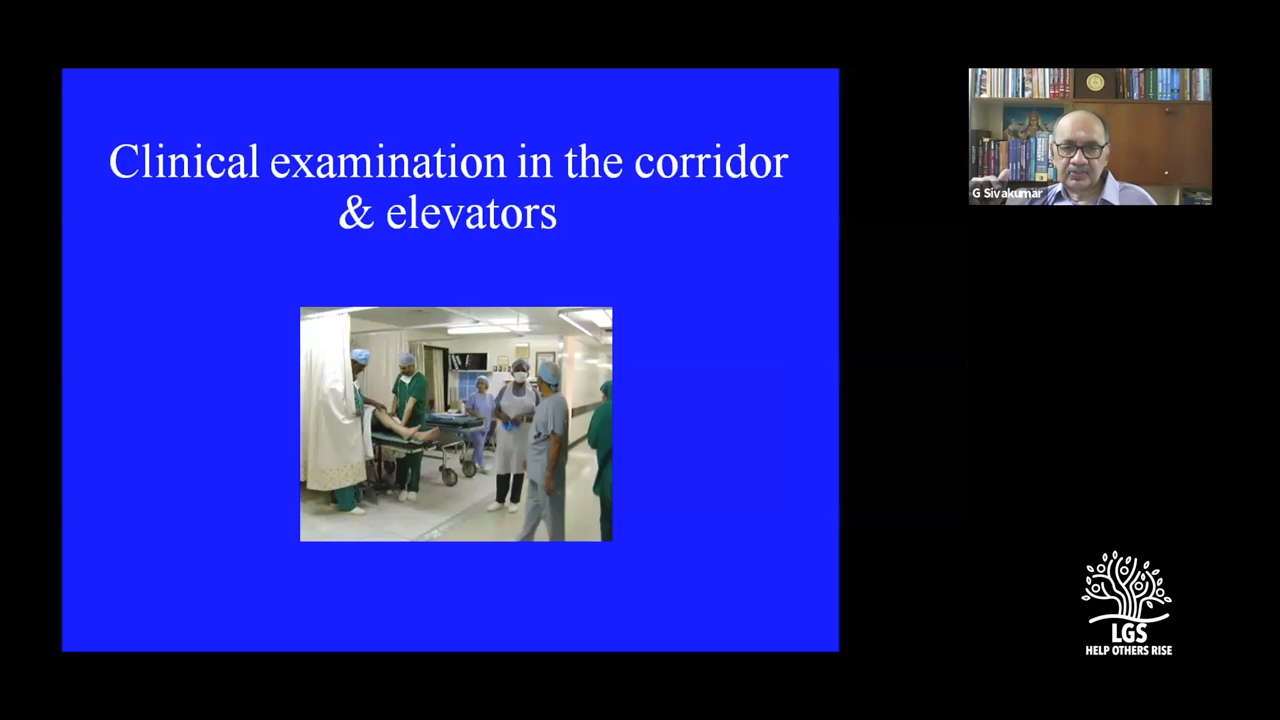 Clinical examination in the corridor
& elevators
G Sivakumar
LGS
HELP OTHERS RISE